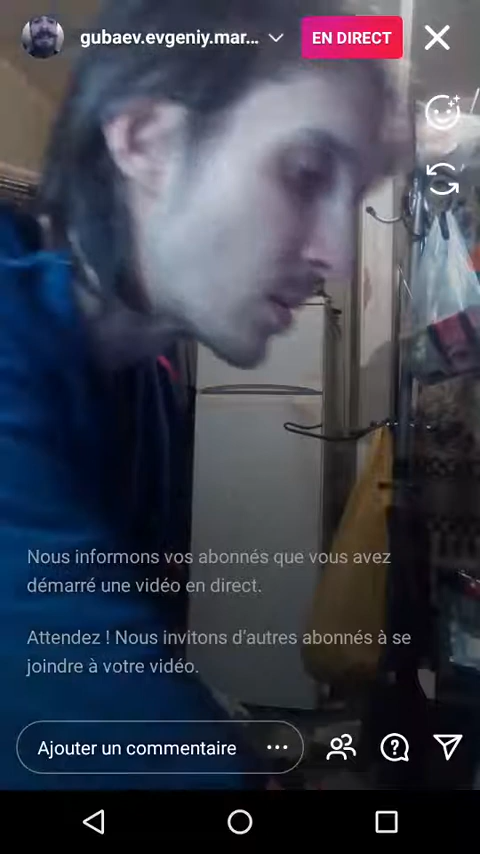 gubaev.evgeniy.mar...
EN DIRECT
Nous informons vos abonnés que vous avez
démarré une vidéo en direct.
Attendez ! Nous invitons d'autres abonnés à se
joindre à votre vidéo.
Ajouter un commentaire